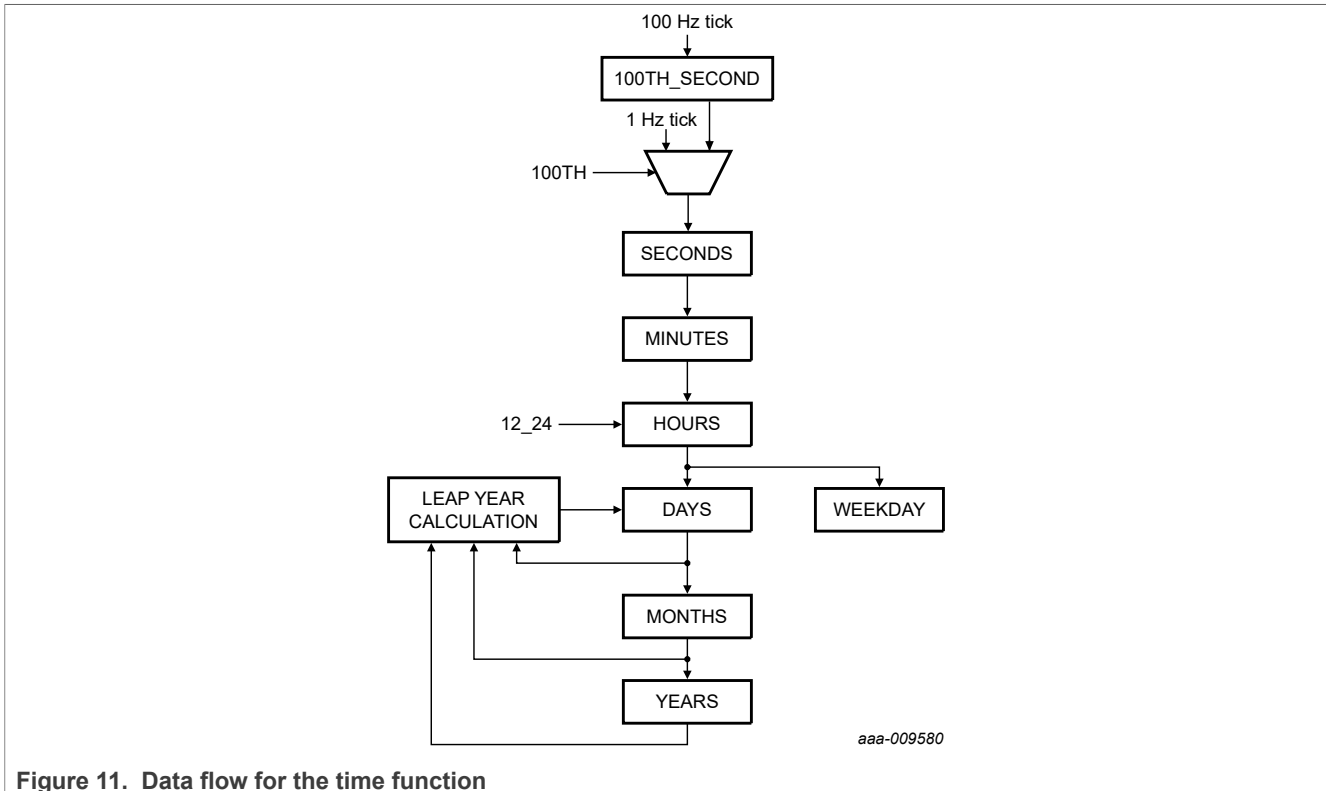 100 Hz tick
100TH_SECOND
1 Hz tick
100TH
SECONDS
MINUTES
12_24
HOURS
LEAP YEAR
CALCULATION
DAYS
WEEKDAY
MONTHS
YEARS
aaa-009580
Figure 11. Data flow for the time function